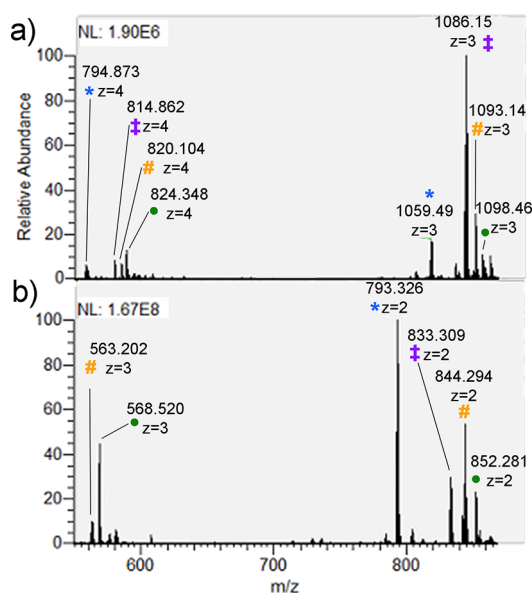 a)
NL: 1.90E6
1086.15
z=3 ‡
794.873
* z=4
814.862
‡ z=4
820.104
# z=4
824.348
● z=4
*
1059.49
z=3
1093.14
# z=3
1098.46
● z=3
Relative Abundance
100
80
60
40
20
0
b)
NL: 1.67E8
793.326
* z=2
563.202
# z=3
568.520
● z=3
833.309
‡ z=2
844.294
z=2
#
852.281
● z=2
100
80
60
40
20
0
600
700
800
m/z